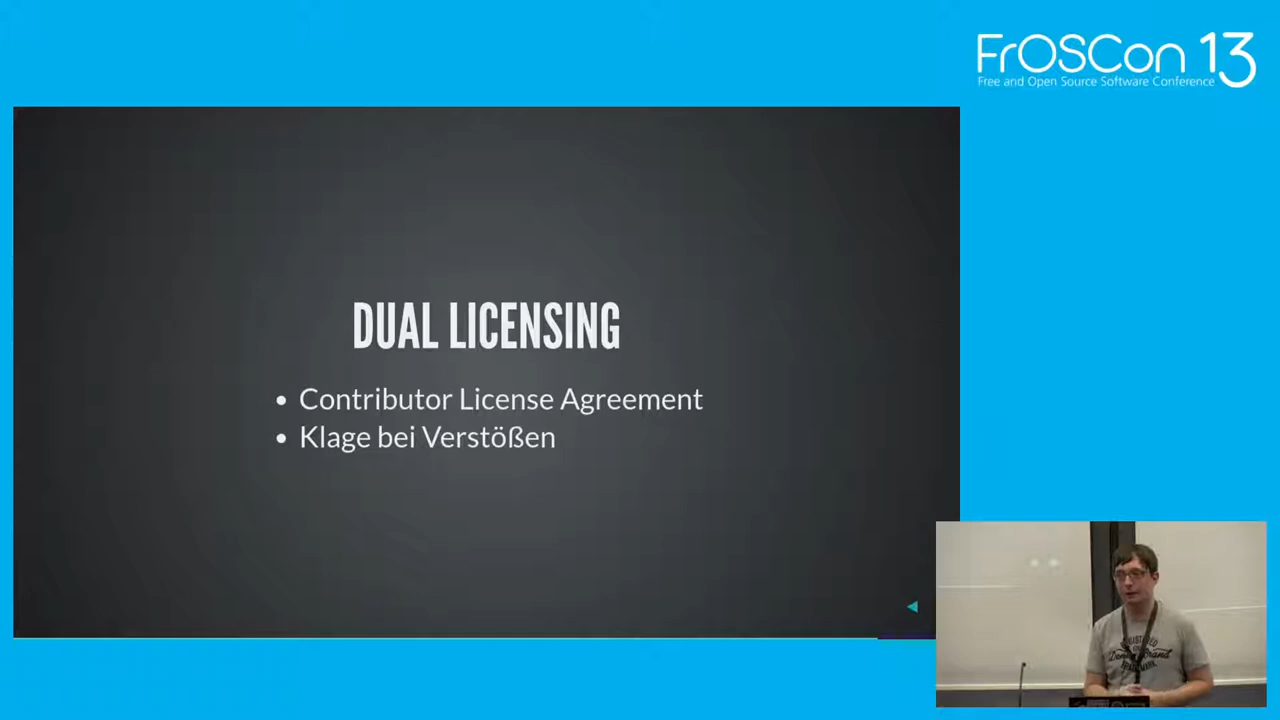 FrOSCon 13
Free and Open Source Software Conference
DUAL LICENSING
• Contributor License Agreement
• Klage bei Verstößen